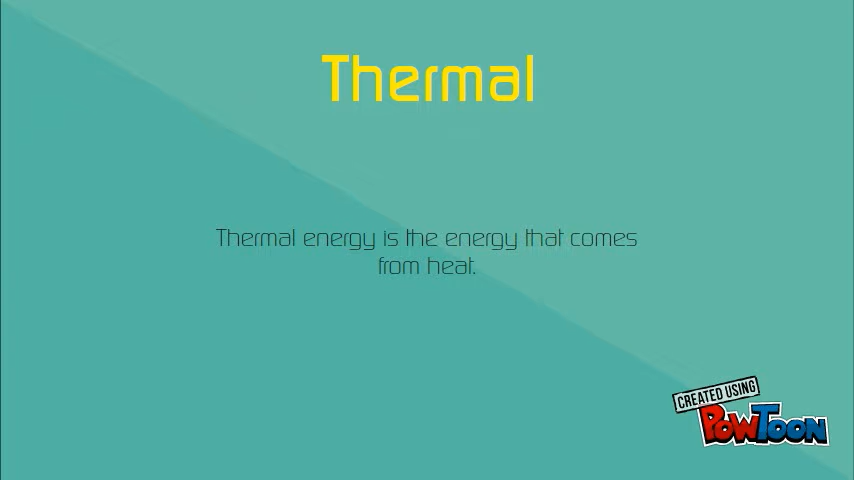 Thermal
Thermal energy is the energy that comes
from heat.
CREATED USING
POWTOON